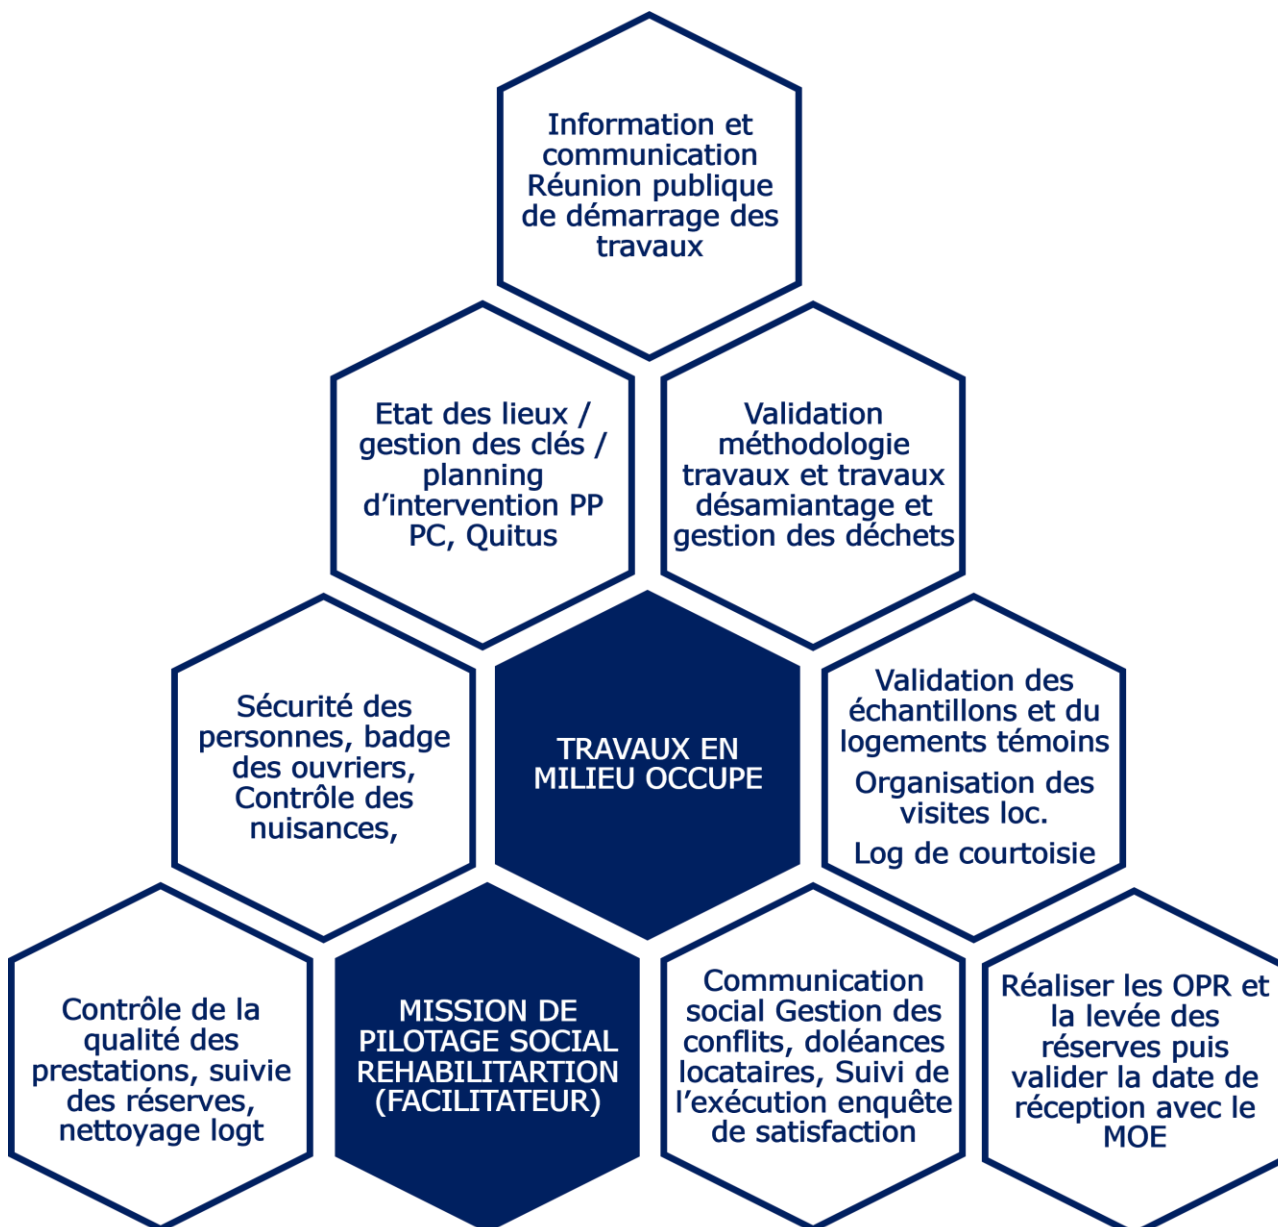 Information et
communication
Réunion publique
de démarrage des
travaux
Etat des lieux /
gestion des clés /
planning
d’intervention PP
PC, Quitus
Validation
méthodologie
travaux et travaux
désamiantage et
gestion des déchets
Sécurité des
personnes, badge
des ouvriers,
Contrôle des
nuisances,
TRAVAUX EN
MILIEU OCCUPE
Validation des
échantillons et du
logements témoins
Organisation des
visites loc.
Log de courtoisie
Contrôle de la
qualité des
prestations, suivie
des réserves,
nettoyage logt
MISSION DE
PILOTAGE SOCIAL
REHABILITARTION
(FACILITATEUR)
Communication
social Gestion des
conflits, doléances
locataires, Suivi de
l’exécution enquête
de satisfaction
Réaliser les OPR et
la levée des
réserves puis
valider la date de
réception avec le
MOE